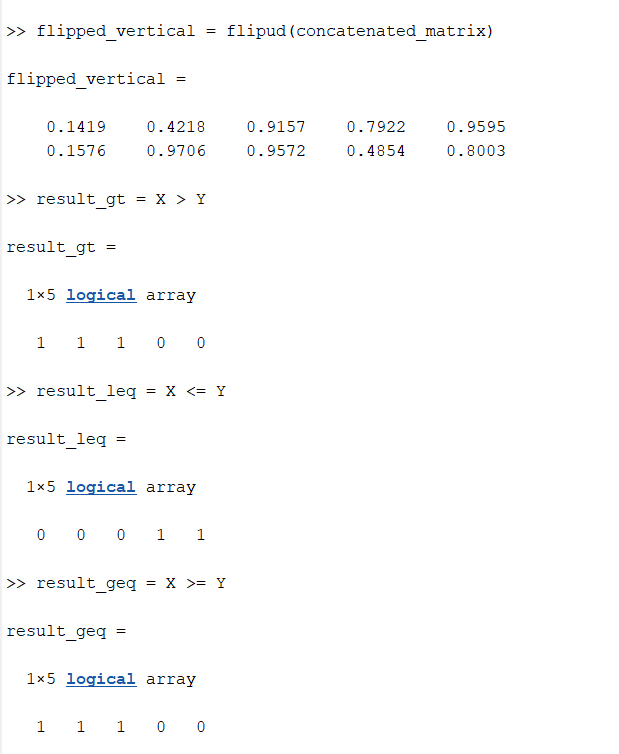 >> flipped_vertical = flipud(concatenated_matrix)
flipped_vertical =
0.1419 0.4218 0.9157 0.7922 0.9595
0.1576 0.9706 0.9572 0.4854 0.8003
>> result_gt = X > Y
result_gt =
1×5 logical array
1 1 1 0 0
>> result_leq = X <= Y
result_leq =
1×5 logical array
0 0 0 1 1
>> result_geq = X >= Y
result_geq =
1×5 logical array
1 1 1 0 0